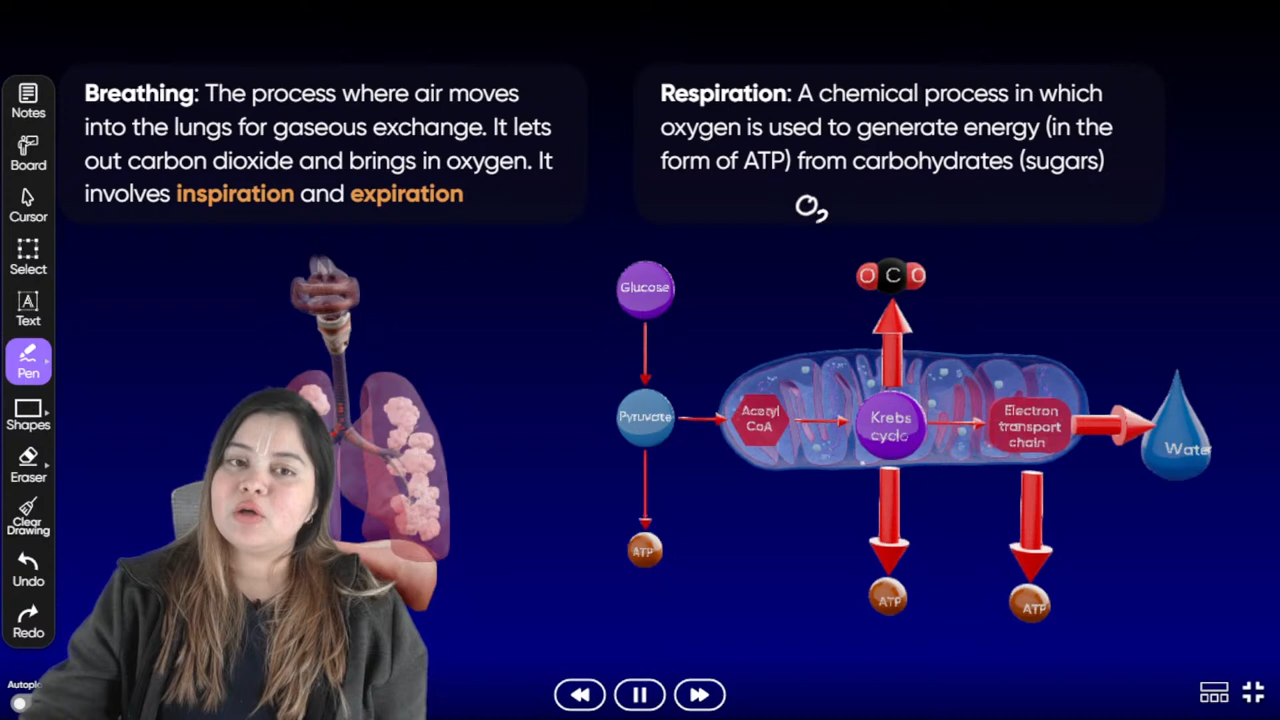 Notes
Board
Cursor
Select
Text
Pen
Shapes
Eraser
Clear
Drawing
Undo
Redo
Breathing: The process where air moves
into the lungs for gaseous exchange. It lets
out carbon dioxide and brings in oxygen. It
involves inspiration and expiration
Respiration: A chemical process in which
oxygen is used to generate energy (in the
form of ATP) from carbohydrates (sugars)
O₂
Glucose
O C O
Pyruvate
Acetyl
CoA
Krebs
cycle
Electron
transport
chain
Water
ATP
ATP
ATP